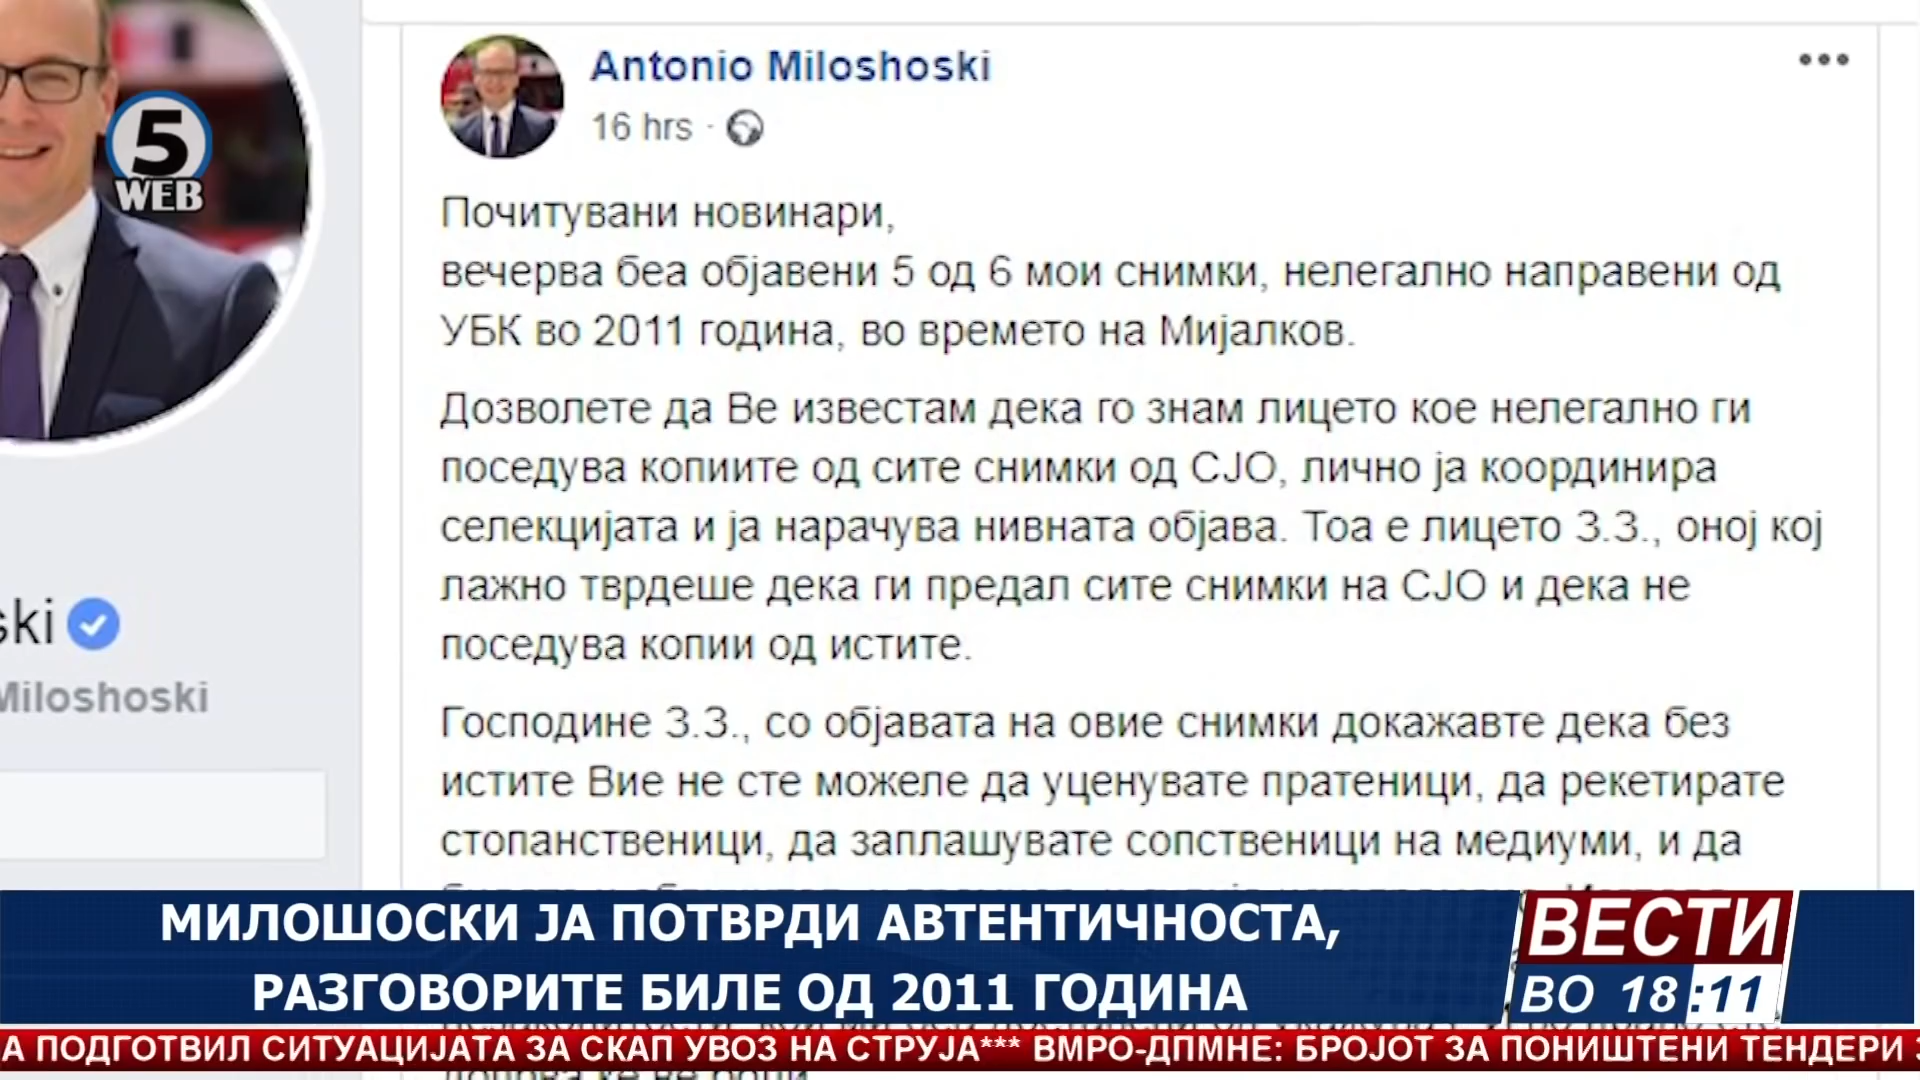 5
WEB
Antonio Miloshoski
16 hrs ·
Почитувани новинари,
вечерва беа објавени 5 од 6 мои снимки, нелегално направени од
УБК во 2011 година, во времето на Мијалков.
Дозволете да Ве известам дека го знам лицето кое нелегално ги
поседува копиите од сите снимки од СЈО, лично ја координира
селекцијата и ја нарачува нивната објава. Тоа е лицето З.З., оној кој
лажно тврдеше дека ги предал сите снимки на СЈО и дека не
поседува копии од истите.
Господине З.З., со објавата на овие снимки докажавте дека без
истите Вие не сте можеле да уценувате пратеници, да рекетирате
стопанственици, да заплашувате сопственици на медиуми, и да
ski
Miloshoski
МИЛОШОСКИ ЈА ПОТВРДИ АВТЕНТИЧНОСТА,
РАЗГОВОРИТЕ БИЛЕ ОД 2011 ГОДИНА
ВЕСТИ
ВО 18:11
А ПОДГОТВИЛ СИТУАЦИЈАТА ЗА СКАП УВОЗ НА СТРУЈА*** ВМРО-ДПМНЕ: БРОЈОТ ЗА ПОНИШТЕНИ ТЕНДЕРИ З